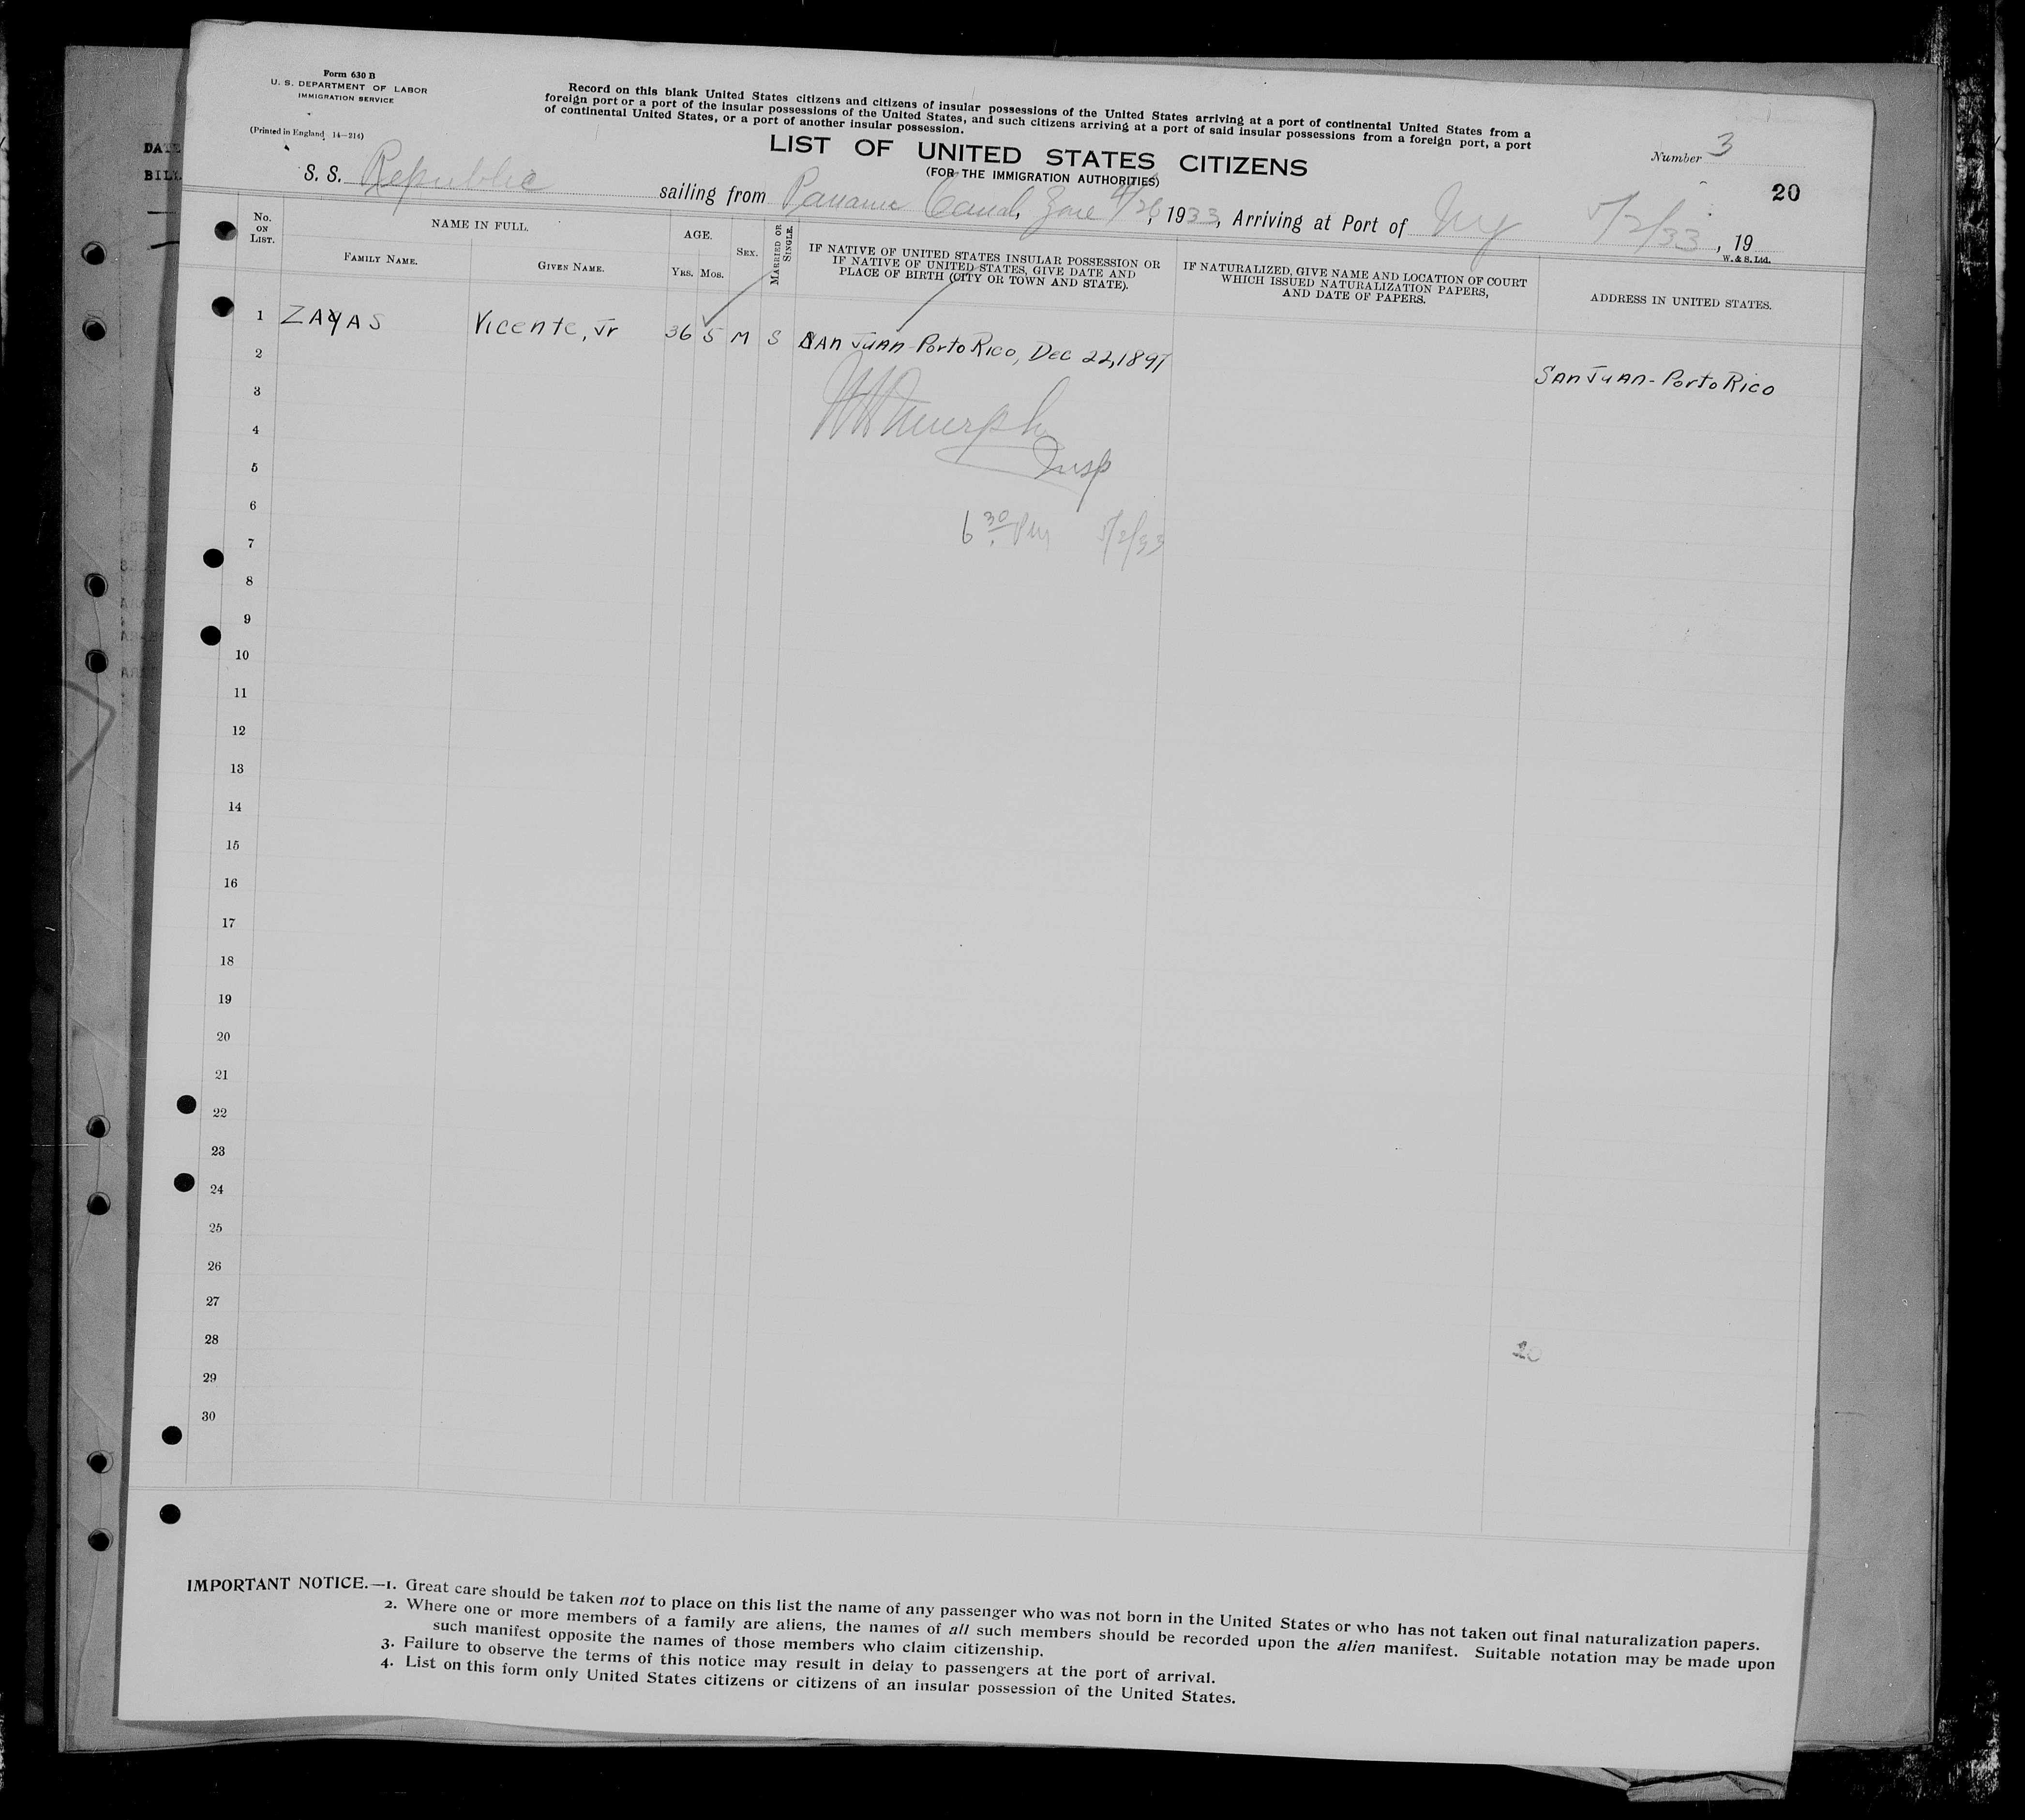 Form 630 B
U. S. DEPARTMENT OF LABOR
IMMIGRATION SERVICE
(Printed in England 14—214)
Record on this blank United States citizens and citizens of insular possessions of the United States arriving at a port of continental United States from a
foreign port or a port of the insular possessions of the United States, and such citizens arriving at a port of said insular possessions from a foreign port, a port
of continental United States, or a port of another insular possession.
LIST OF UNITED STATES CITIZENS
(FOR THE IMMIGRATION AUTHORITIES)
Number 3
20
S. S. Republic sailing from Panama Canal Zone 4/26, 1933, Arriving at Port of NY 5/2/33, 19
W. & S. Ltd.
No. ON LIST.
NAME IN FULL.
FAMILY NAME.
GIVEN NAME.
AGE.
YRS. MOS.
SEX.
MARRIED OR SINGLE.
IF NATIVE OF UNITED STATES INSULAR POSSESSION OR
IF NATIVE OF UNITED STATES, GIVE DATE AND
PLACE OF BIRTH (CITY OR TOWN AND STATE).
IF NATURALIZED, GIVE NAME AND LOCATION OF COURT
WHICH ISSUED NATURALIZATION PAPERS,
AND DATE OF PAPERS.
ADDRESS IN UNITED STATES.
1 ZAYAS Vicente, Jr 36 5 M S SAN JUAN-Porto Rico, Dec 22, 1897 SAN JUAN-Porto Rico
2
3
4
Insp
5
6
6 30 PM 5/2/33
7
8
9
10
11
12
13
14
15
16
17
18
19
20
21
22
23
24
25
26
27
28
20
29
30
IMPORTANT NOTICE.—1. Great care should be taken not to place on this list the name of any passenger who was not born in the United States or who has not taken out final naturalization papers.
2. Where one or more members of a family are aliens, the names of all such members should be recorded upon the alien manifest. Suitable notation may be made upon
such manifest opposite the names of those members who claim citizenship.
3. Failure to observe the terms of this notice may result in delay to passengers at the port of arrival.
4. List on this form only United States citizens or citizens of an insular possession of the United States.